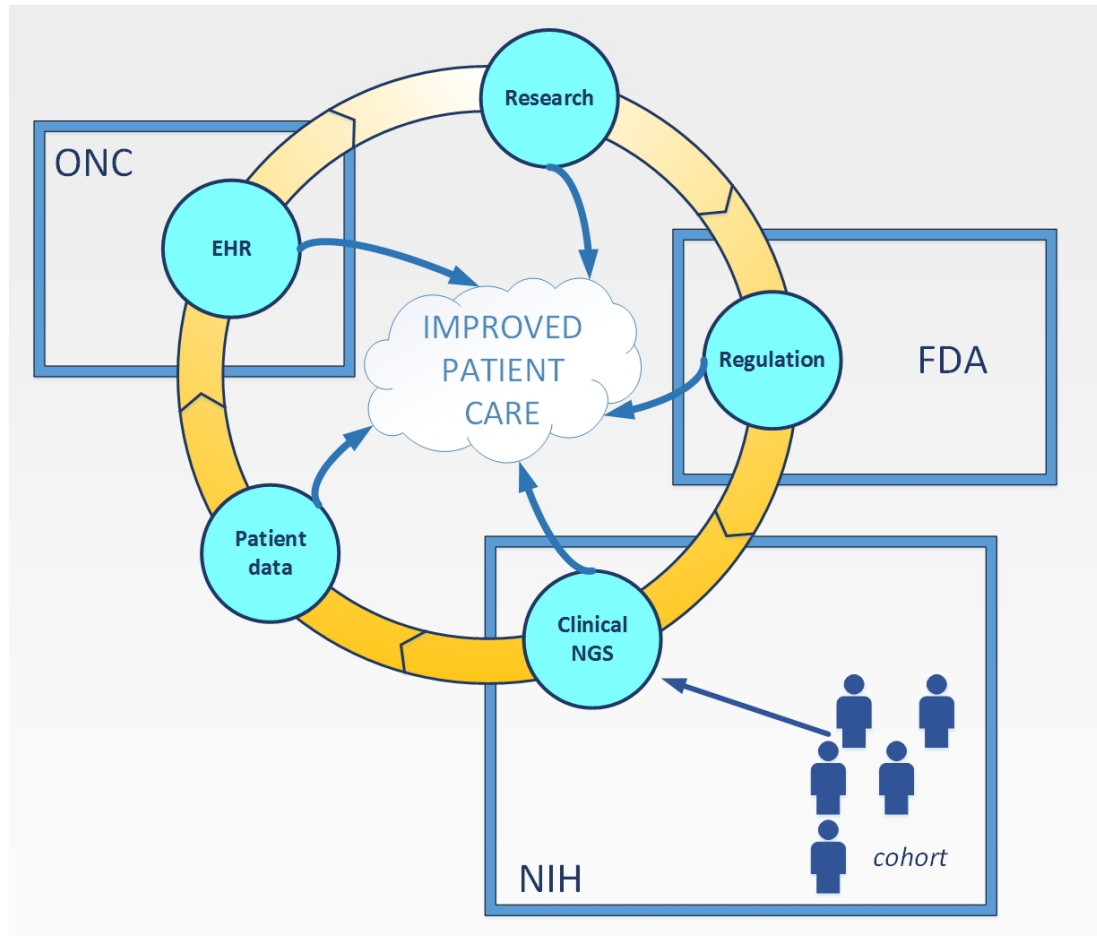 Research
ONC
EHR
IMPROVED
PATIENT
CARE
Regulation
FDA
Patient
data
Clinical
NGS
cohort
NIH